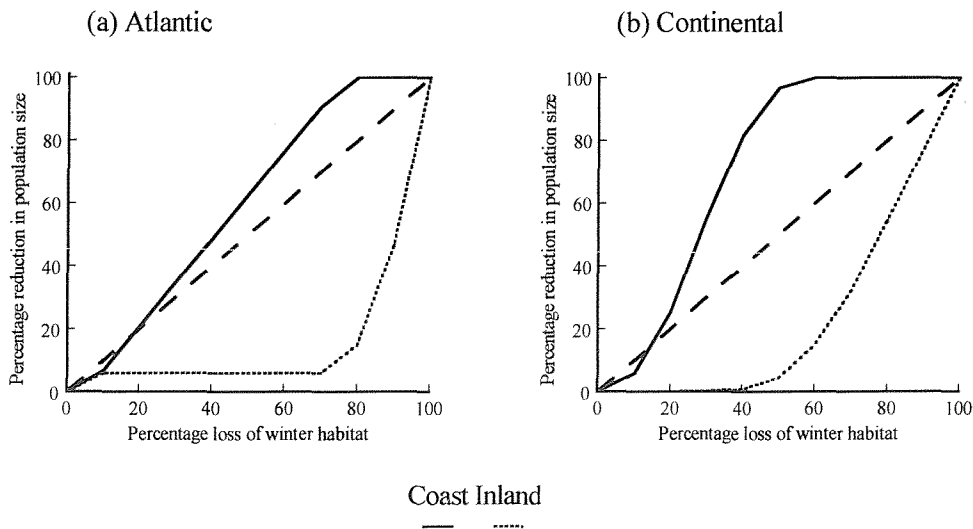 (a) Atlantic
Percentage reduction in population size
100
80
60
40
20
0
0 20 40 60 80 100
Percentage loss of winter habitat
(b) Continental
Percentage reduction in population size
100
80
60
40
20
0
0 20 40 60 80 100
Percentage loss of winter habitat
Coast Inland